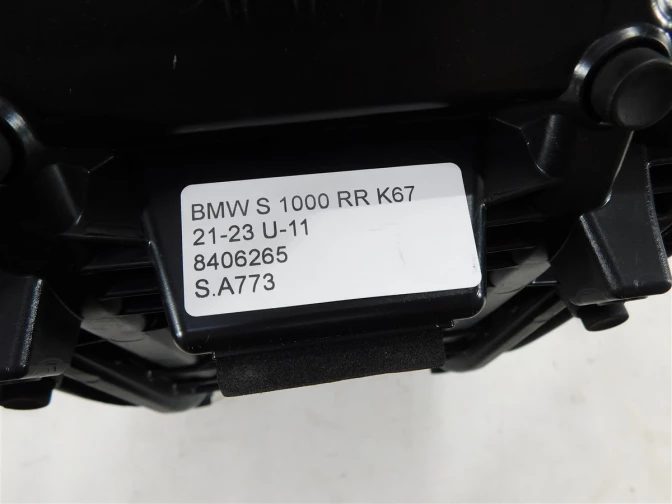 BMW S 1000 RR K67
21-23 U-11
8406265
S.A773